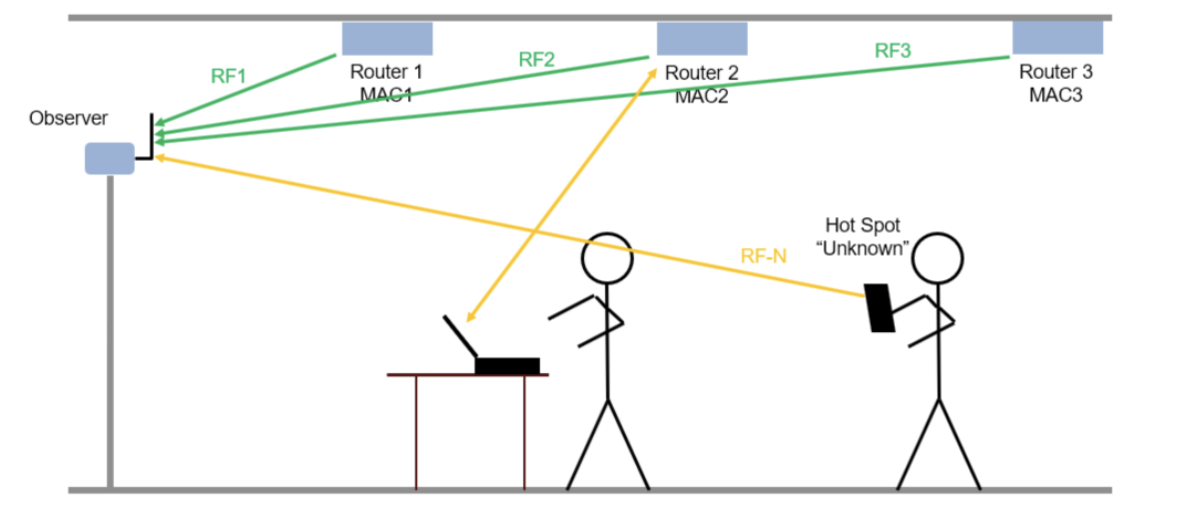 RF1
Router 1
MAC1
RF2
Router 2
MAC2
RF3
Router 3
MAC3
Observer
Hot Spot
“Unknown”
RF-N